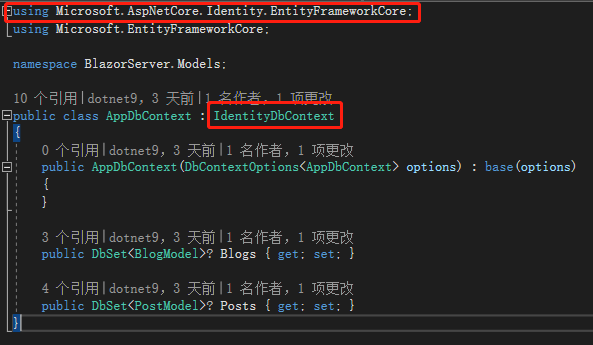 using Microsoft.AspNetCore.Identity.EntityFrameworkCore;
using Microsoft.EntityFrameworkCore;
namespace BlazorServer.Models;
10 个引用|dotnet9, 3 天前|1 名作者, 1 项更改
public class AppDbContext : IdentityDbContext
{
0 个引用|dotnet9, 3 天前|1 名作者, 1 项更改
public AppDbContext(DbContextOptions<AppDbContext> options) : base(options)
{
}
3 个引用|dotnet9, 3 天前|1 名作者, 1 项更改
public DbSet<BlogModel>? Blogs { get; set; }
4 个引用|dotnet9, 3 天前|1 名作者, 1 项更改
public DbSet<PostModel>? Posts { get; set; }
}